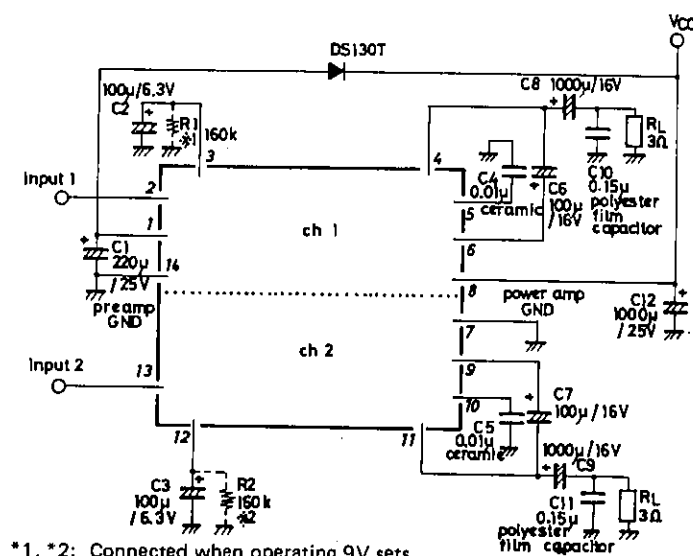 Vcc
DS130T
100μ/6.3V
C2
R1
*1
160k
3
C8 1000μ/16V
RL
3Ω
C10
0.15μ
polyester
film
capacitor
4
C4
0.01μ
ceramic
C6
100μ
/16V
Input 1
2
1
ch 1
5
6
C1
220μ
/25V
14
preamp
GND
8
power amp
GND
C12
1000μ
/25V
7
ch 2
Input 2
13
9
10
C7
100μ/16V
C5
0.01μ
ceramic
12
11
1000μ/16V
C9
C3
100μ
/6.3V
R2
160k
*2
C11
0.15μ
polyester
film capacitor
RL
3Ω
*1, *2: Connected when operating 9V sets